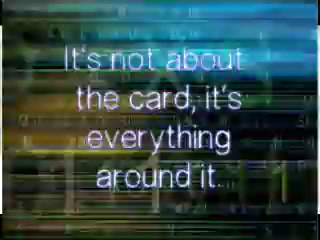 It's not about
the card, it's
everything
around it.